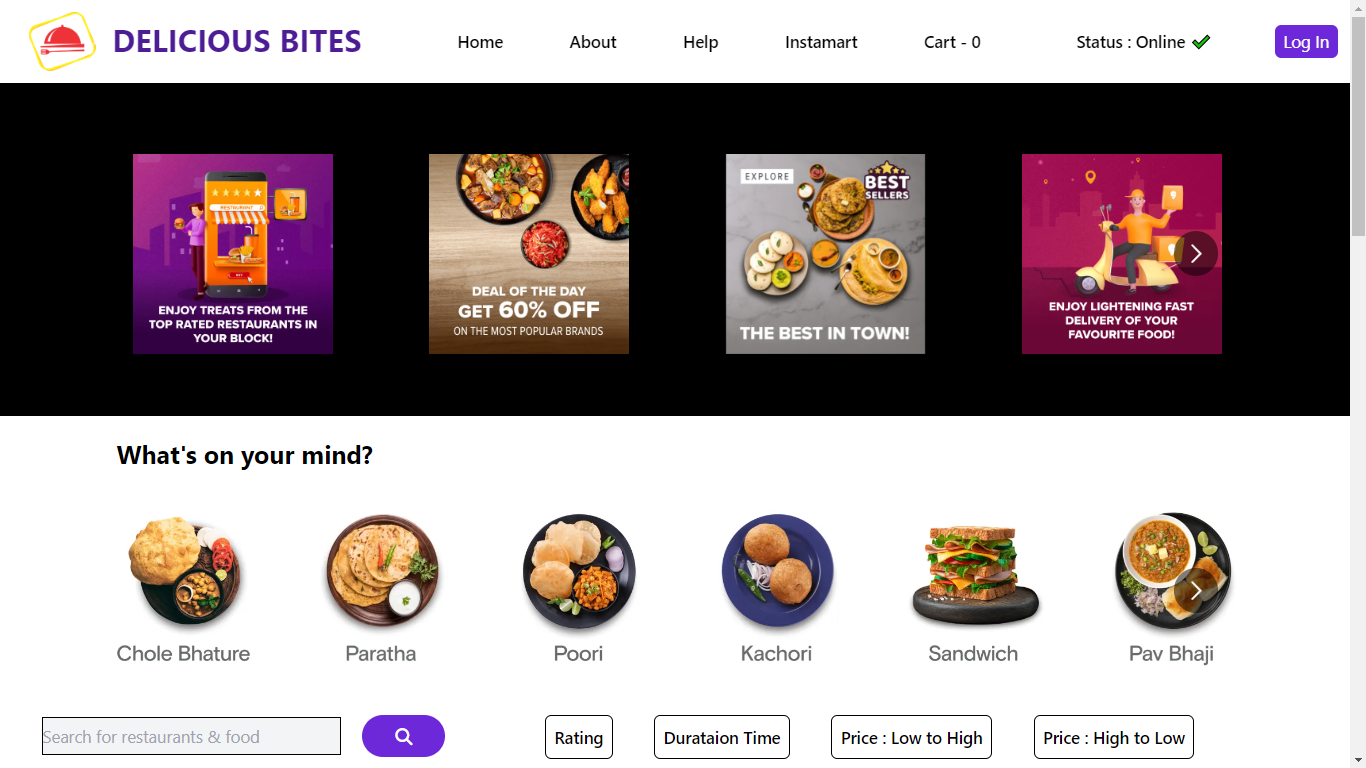 DELICIOUS BITES
Home
About
Help
Instamart
Cart - 0
Status : Online
Log In
RESTAURANT
ENJOY TREATS FROM THE
TOP RATED RESTAURANTS IN
YOUR BLOCK!
DEAL OF THE DAY
GET 60% OFF
ON THE MOST POPULAR BRANDS
EXPLORE
BEST
SELLERS
THE BEST IN TOWN!
ENJOY LIGHTENING FAST
DELIVERY OF YOUR
FAVOURITE FOOD!
What's on your mind?
Chole Bhature
Paratha
Poori
Kachori
Sandwich
Pav Bhaji
Search for restaurants & food
Rating
Durataion Time
Price : Low to High
Price : High to Low